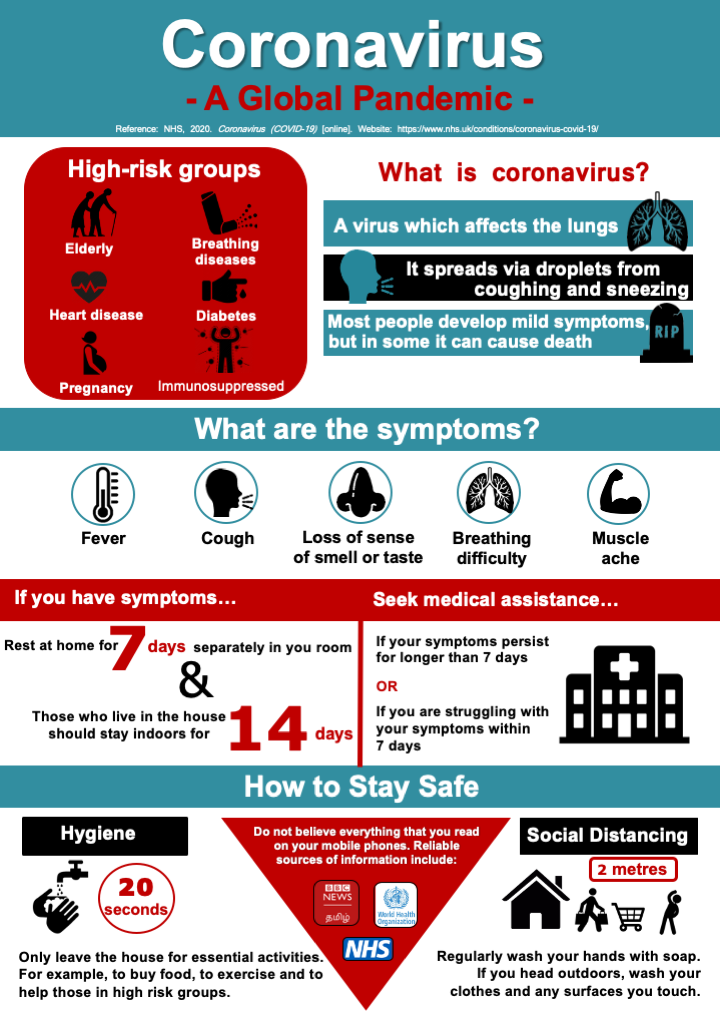 Coronavirus
- A Global Pandemic -
Reference: NHS, 2020. Coronavirus (COVID-19) [online]. Website: https://www.nhs.uk/conditions/coronavirus-covid-19/
High-risk groups
Elderly
Breathing
diseases
Heart disease
Diabetes
Pregnancy
Immunosuppressed
What is coronavirus?
A virus which affects the lungs
It spreads via droplets from
coughing and sneezing
Most people develop mild symptoms,
but in some it can cause death
RIP
What are the symptoms?
Fever
Cough
Loss of sense
of smell or taste
Breathing
difficulty
Muscle
ache
If you have symptoms...
Rest at home for 7 days separately in you room
&
Those who live in the house
should stay indoors for 14 days
Seek medical assistance...
If your symptoms persist
for longer than 7 days
OR
If you are struggling with
your symptoms within
7 days
How to Stay Safe
Hygiene
20
seconds
Only leave the house for essential activities.
For example, to buy food, to exercise and to
help those in high risk groups.
Do not believe everything that you read
on your mobile phones. Reliable
sources of information include:
BBC
NEWS
தமிழ்
World Health
Organization
NHS
Social Distancing
2 metres
Regularly wash your hands with soap.
If you head outdoors, wash your
clothes and any surfaces you touch.